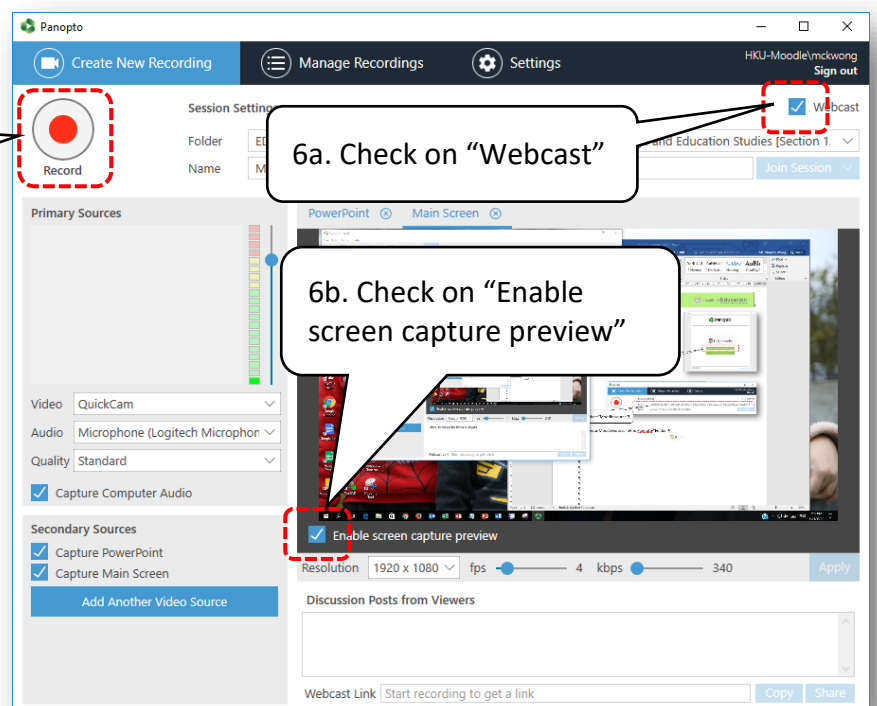 Panopto
Create New Recording
Manage Recordings
Settings
HKU-Moodle\mckwong
Sign out
Record
Session Settings
Webcast
Folder
ED
and Education Studies [Section 1.
Name
M
Join Session
6a. Check on “Webcast”
Primary Sources
PowerPoint
Main Screen
6b. Check on “Enable
screen capture preview”
Video
QuickCam
Audio
Microphone (Logitech Microphon
Quality
Standard
Capture Computer Audio
Enable screen capture preview
Secondary Sources
Capture PowerPoint
Capture Main Screen
Add Another Video Source
Resolution
1920 x 1080
fps
4
kbps
340
Apply
Discussion Posts from Viewers
Webcast Link
Start recording to get a link
Copy
Share